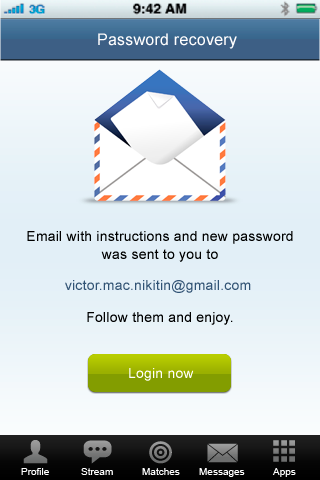 3G 9:42 AM
Password recovery
Email with instructions and new password
was sent to you to
victor.mac.nikitin@gmail.com
Follow them and enjoy.
Login now
Profile Stream Matches Messages Apps